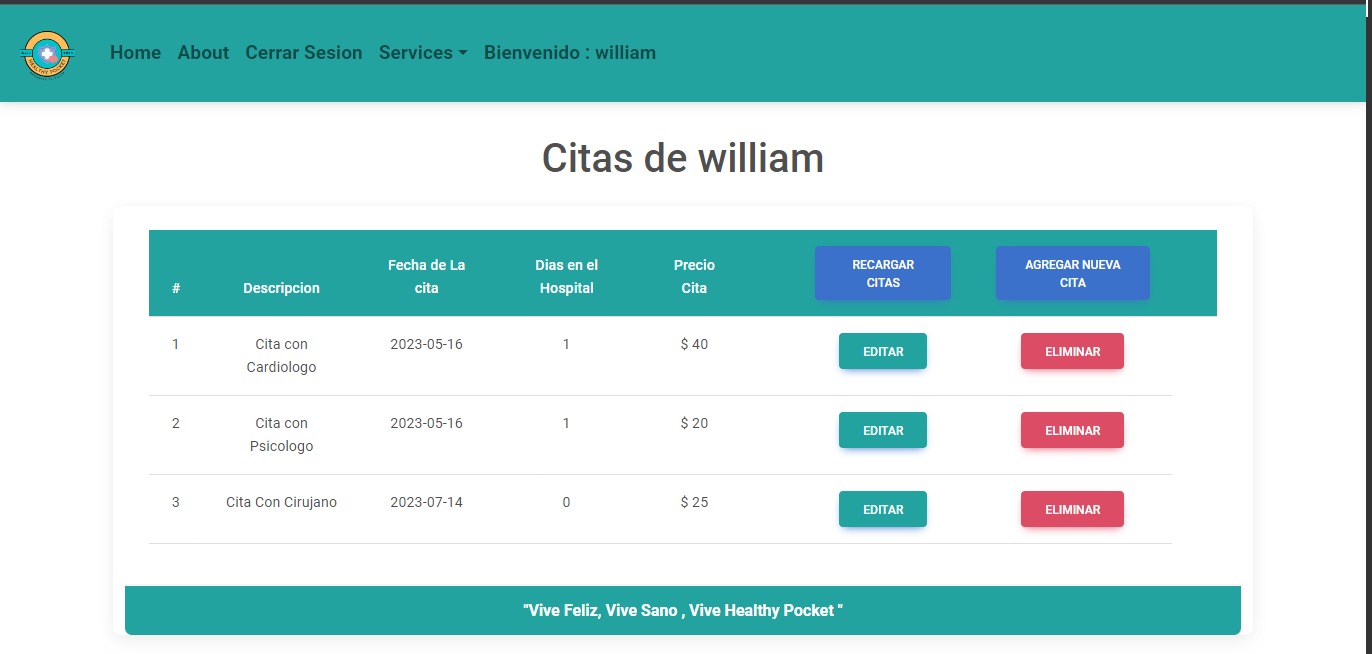 HEALTHY POCKET
Home About Cerrar Sesion Services Bienvenido : william
Citas de william
# Descripcion Fecha de La cita Dias en el Hospital Precio Cita RECARGAR CITAS AGREGAR NUEVA CITA
1 Cita con Cardiologo 2023-05-16 1 $ 40 EDITAR ELIMINAR
2 Cita con Psicologo 2023-05-16 1 $ 20 EDITAR ELIMINAR
3 Cita Con Cirujano 2023-07-14 0 $ 25 EDITAR ELIMINAR
"Vive Feliz, Vive Sano , Vive Healthy Pocket "